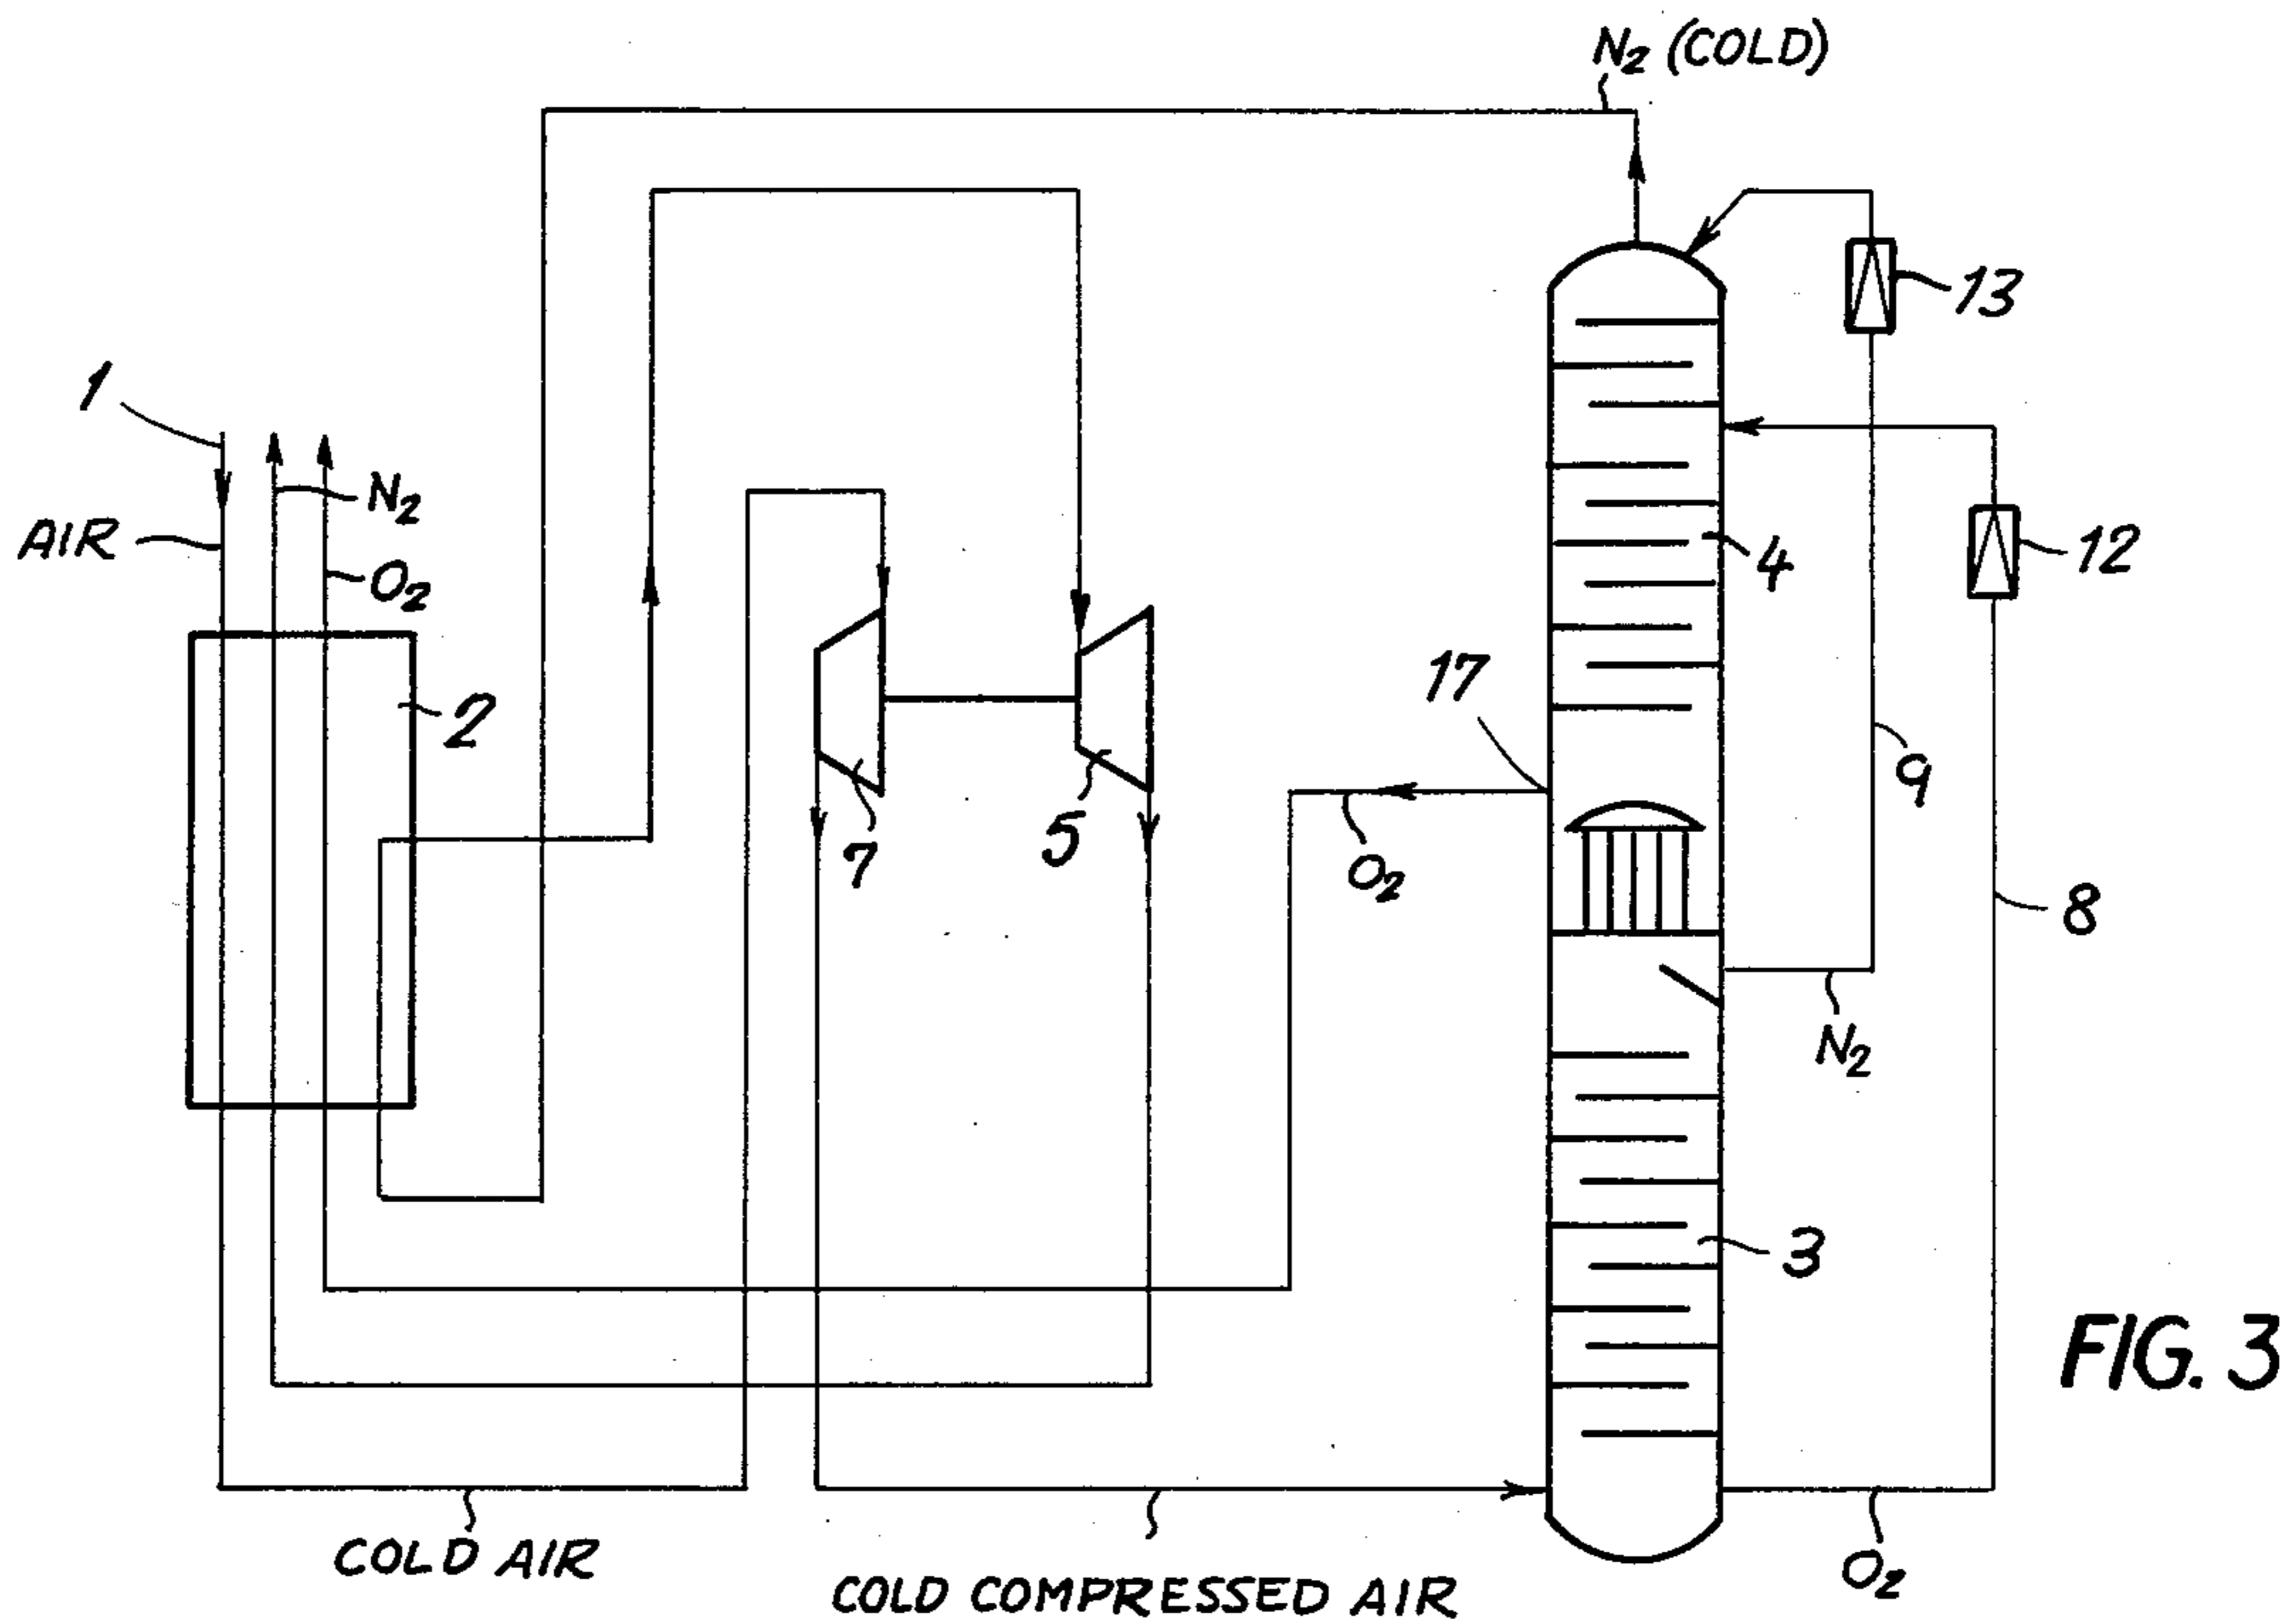 N2 (COLD)
13
1
N2
AIR
O2
12
4
17
2
9
7
5
O2
8
N2
3
FIG. 3
COLD AIR
O2
COLD COMPRESSED AIR